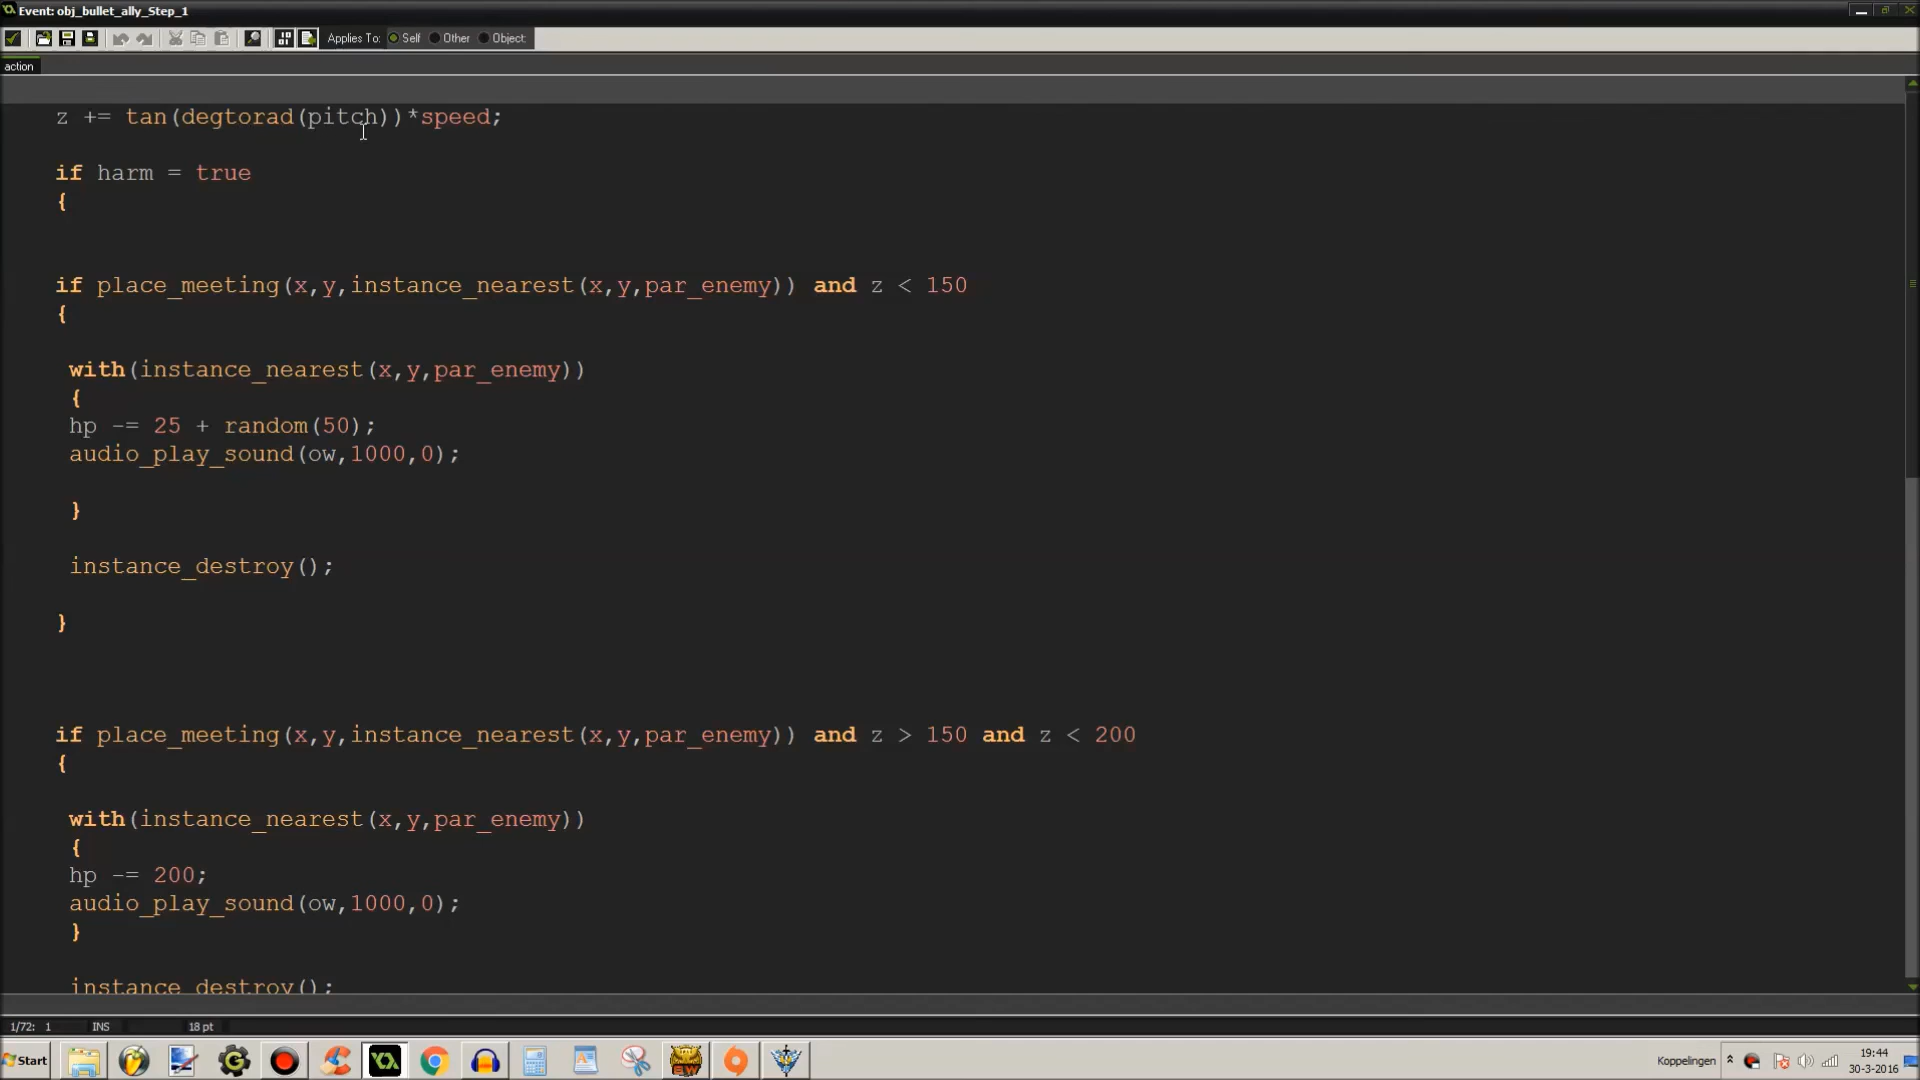 Event: obj_bullet_ally_Step_1
Applies To: Self Other Object:
action
z += tan(degtorad(pitch))*speed;
if harm = true
{
if place_meeting(x,y,instance_nearest(x,y,par_enemy)) and z < 150
{
with(instance_nearest(x,y,par_enemy))
{
hp -= 25 + random(50);
audio_play_sound(ow,1000,0);
}
instance_destroy();
}
if place_meeting(x,y,instance_nearest(x,y,par_enemy)) and z > 150 and z < 200
{
with(instance_nearest(x,y,par_enemy))
{
hp -= 200;
audio_play_sound(ow,1000,0);
}
instance_destroy();
1/72: 1 INS 18 pt
Start
EW
Koppelingen
19:44
30-3-2016